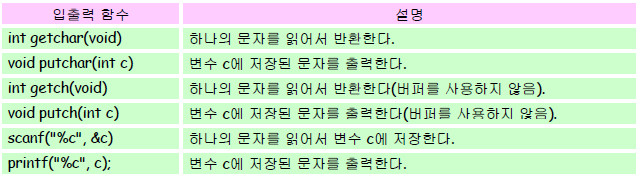 입출력 함수 설명
int getchar(void) 하나의 문자를 읽어서 반환한다.
void putchar(int c) 변수 c에 저장된 문자를 출력한다.
int getch(void) 하나의 문자를 읽어서 반환한다(버퍼를 사용하지 않음).
void putch(int c) 변수 c에 저장된 문자를 출력한다(버퍼를 사용하지 않음).
scanf("%c", &c) 하나의 문자를 읽어서 변수 c에 저장한다.
printf("%c", c); 변수 c에 저장된 문자를 출력한다.